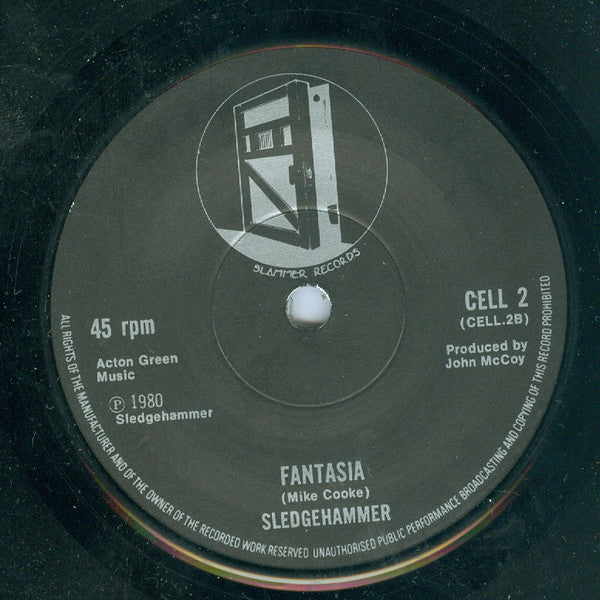 SLAMMER RECORDS
45 rpm
Acton Green
Music
Ⓟ 1980
Sledgehammer
CELL 2
(CELL.2B)
Produced by
John McCoy
FANTASIA
(Mike Cooke)
SLEDGEHAMMER
ALL RIGHTS OF THE MANUFACTURER AND OF THE OWNER OF THE RECORDED WORK RESERVED UNAUTHORISED PUBLIC PERFORMANCE BROADCASTING AND COPYING OF THIS RECORD PROHIBITED